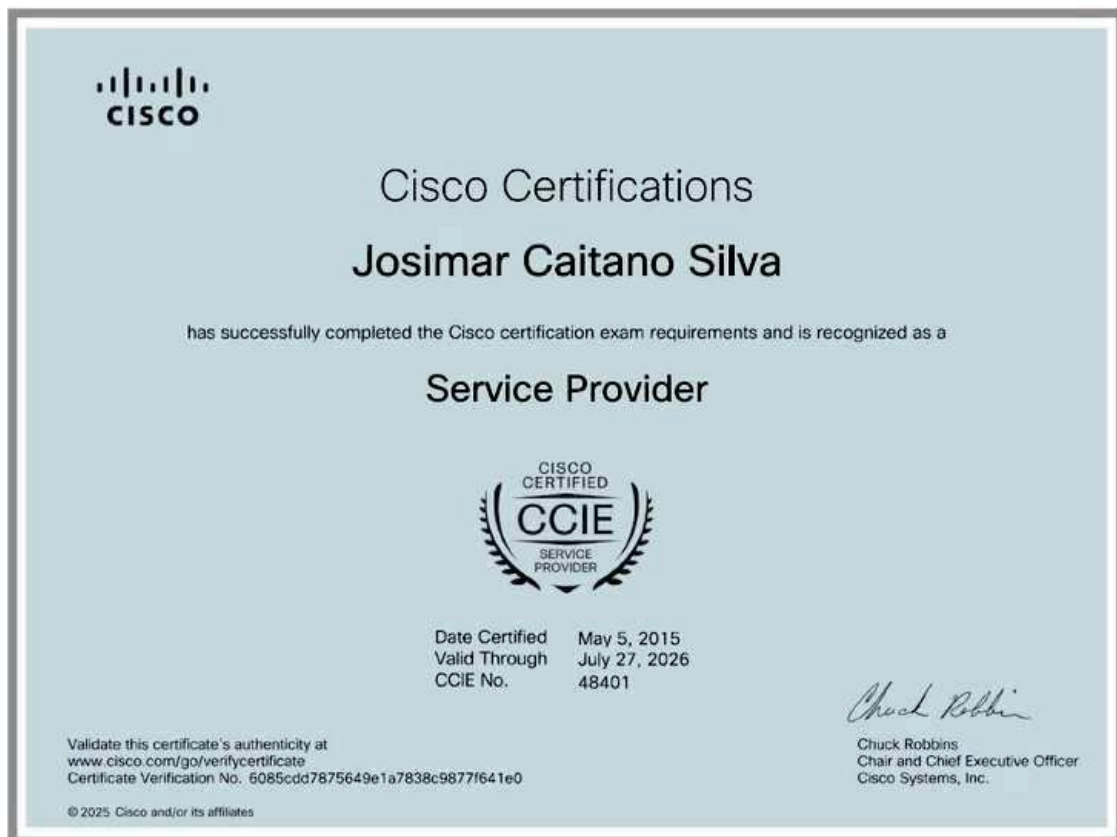 CISCO
Cisco Certifications
Josimar Caitano Silva
has successfully completed the Cisco certification exam requirements and is recognized as a
Service Provider
CISCO
CERTIFIED
CCIE
SERVICE
PROVIDER
Date Certified May 5, 2015
Valid Through July 27, 2026
CCIE No. 48401
Chuck Robbins
Validate this certificate's authenticity at
www.cisco.com/go/verifycertificate
Certificate Verification No. 6085cdd7875649e1a7838c9877f641e0
Chuck Robbins
Chair and Chief Executive Officer
Cisco Systems, Inc.
© 2025 Cisco and/or its affiliates